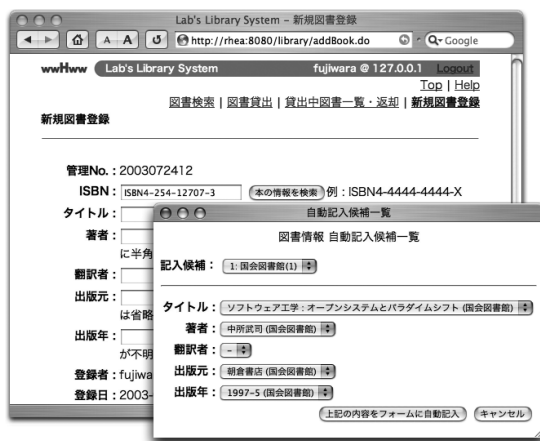 Lab's Library System – 新規図書登録
A A http://rhea:8080/library/addBook.do Q- Google
wwHww Lab's Library System fujiwara @ 127.0.0.1 Logout
Top | Help
図書検索 | 図書貸出 | 貸出中図書一覧・返却 | 新規図書登録
新規図書登録
管理No. : 2003072412
ISBN : ISBN4-254-12707-3 本の情報を検索 例 : ISBN4-4444-4444-X
タイトル :
著者 :
に半角
翻訳者 :
出版元 :
は省略
出版年 :
が不明
登録者 : fujiwa
登録日 : 2003-
自動記入候補一覧
図書情報 自動記入候補一覧
記入候補 : 1: 国会図書館(1)
タイトル : ソフトウェア工学 : オープンシステムとパラダイムシフト (国会図書館)
著者 : 中所武司 (国会図書館)
翻訳者 : -
出版元 : 朝倉書店 (国会図書館)
出版年 : 1997-5 (国会図書館)
上記の内容をフォームに自動記入 キャンセル